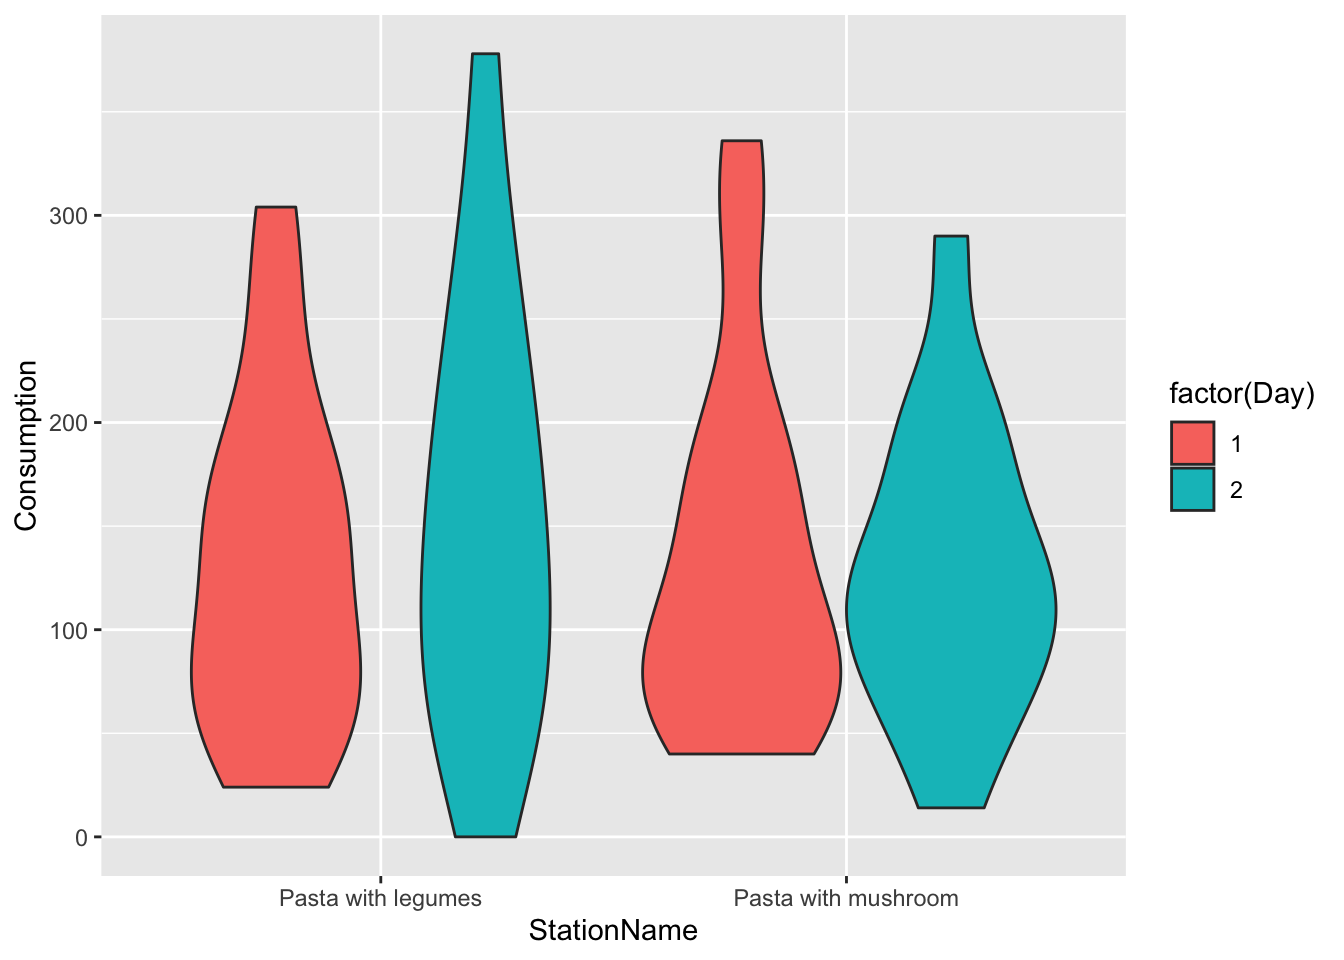 Consumption
300
200
100
0
Pasta with legumes
Pasta with mushroom
StationName
factor(Day)
1
2